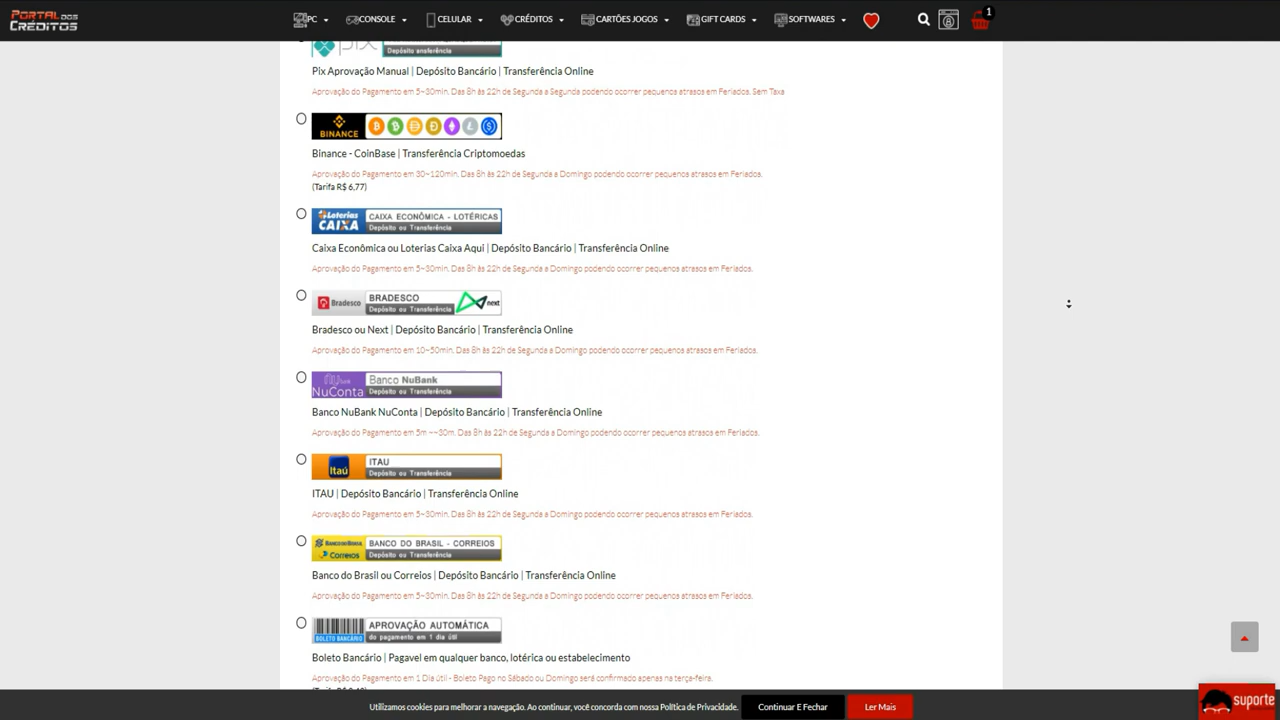 PORTAL DOS
CRÉDITOS
PC
CONSOLE
CELULAR
CRÉDITOS
CARTÕES JOGOS
GIFT CARDS
SOFTWARES
1
pix
Depósito ou Transferência
Pix Aprovação Manual | Depósito Bancário | Transferência Online
Aprovação do Pagamento em 5~30min. Das 8h às 22h de Segunda a Segunda podendo ocorrer pequenos atrasos em Feriados. Sem Taxa
BINANCE
Binance - CoinBase | Transferência Criptomoedas
Aprovação do Pagamento em 30~120min. Das 8h às 22h de Segunda a Domingo podendo ocorrer pequenos atrasos em Feriados.
(Tarifa R$ 6,77)
Loterias CAIXA
CAIXA ECONÔMICA - LOTÉRICAS
Depósito ou Transferência
Caixa Econômica ou Loterias Caixa Aqui | Depósito Bancário | Transferência Online
Aprovação do Pagamento em 5~30min. Das 8h às 22h de Segunda a Domingo podendo ocorrer pequenos atrasos em Feriados.
Bradesco
BRADESCO
Depósito ou Transferência
next
Bradesco ou Next | Depósito Bancário | Transferência Online
Aprovação do Pagamento em 10~50min. Das 8h às 22h de Segunda a Domingo podendo ocorrer pequenos atrasos em Feriados.
NuConta
Banco NuBank
Depósito ou Transferência
Banco NuBank NuConta | Depósito Bancário | Transferência Online
Aprovação do Pagamento em 5m ~~30m. Das 8h às 22h de Segunda a Domingo podendo ocorrer pequenos atrasos em Feriados.
Itaú
ITAU
Depósito ou Transferência
ITAU | Depósito Bancário | Transferência Online
Aprovação do Pagamento em 5~30min. Das 8h às 22h de Segunda a Domingo podendo ocorrer pequenos atrasos em Feriados.
BANCO DO BRASIL
Correios
BANCO DO BRASIL - CORREIOS
Depósito ou Transferência
Banco do Brasil ou Correios | Depósito Bancário | Transferência Online
Aprovação do Pagamento em 5~30min. Das 8h às 22h de Segunda a Domingo podendo ocorrer pequenos atrasos em Feriados.
BOLETO BANCÁRIO
APROVAÇÃO AUTOMÁTICA
do pagamento em 1 dia útil
Boleto Bancário | Pagavel em qualquer banco, lotérica ou estabelecimento
Aprovação do Pagamento em 1 Dia útil - Boleto Pago no Sábado ou Domingo será confirmado apenas na terça-feira.
Utilizamos cookies para melhorar a navegação. Ao continuar, você concorda com nossa Política de Privacidade.
Continuar E Fechar
Ler Mais
suporte